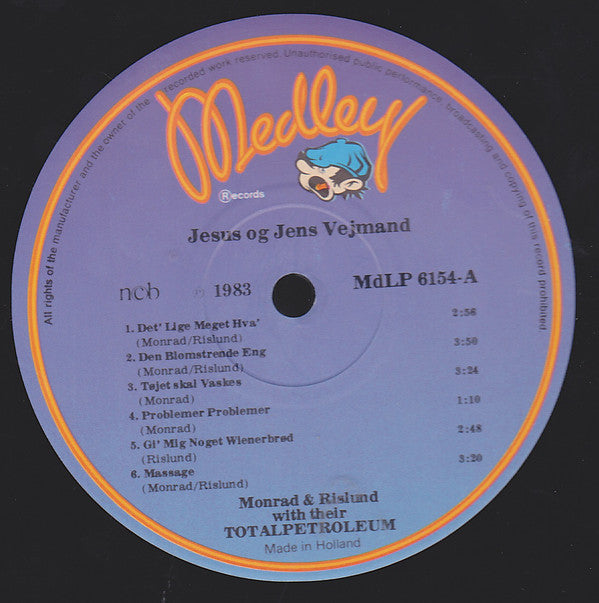 All rights of the manufacturer and the owner of the recorded work reserved. Unauthorised public performance, broadcasting and copying of this record prohibited.
Medley
Ⓡecords
Jesus og Jens Vejmand
ncb ℗ 1983 MdLP 6154-A
1. Det' Lige Meget Hva' 2:56
(Monrad/Rislund)
2. Den Blomstrende Eng 3:50
(Monrad/Rislund)
3. Tøjet skal Vaskes 3:24
(Monrad)
4. Problemer Problemer 1:10
(Monrad)
5. Gi' Mig Noget Wienerbrød 2:48
(Rislund)
6. Massage 3:20
(Monrad/Rislund)
Monrad & Rislund
with their
TOTALPETROLEUM
Made in Holland